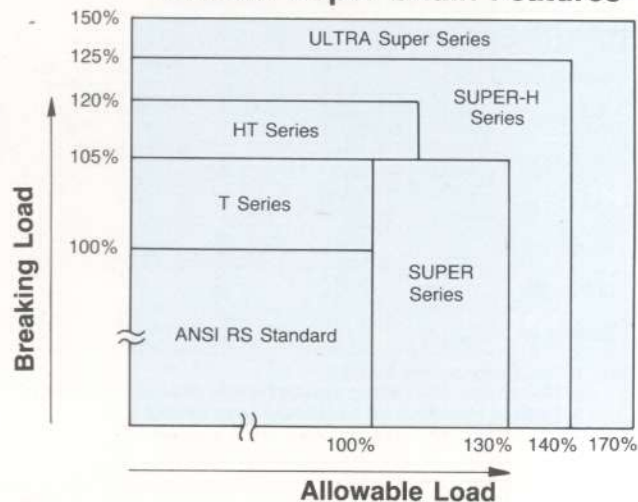 Features
150%
ULTRA Super Series
125%
SUPER-H
Series
120%
HT Series
105%
T Series
100%
SUPER
Series
ANSI RS Standard
Breaking Load
100% 130% 140% 170%
Allowable Load